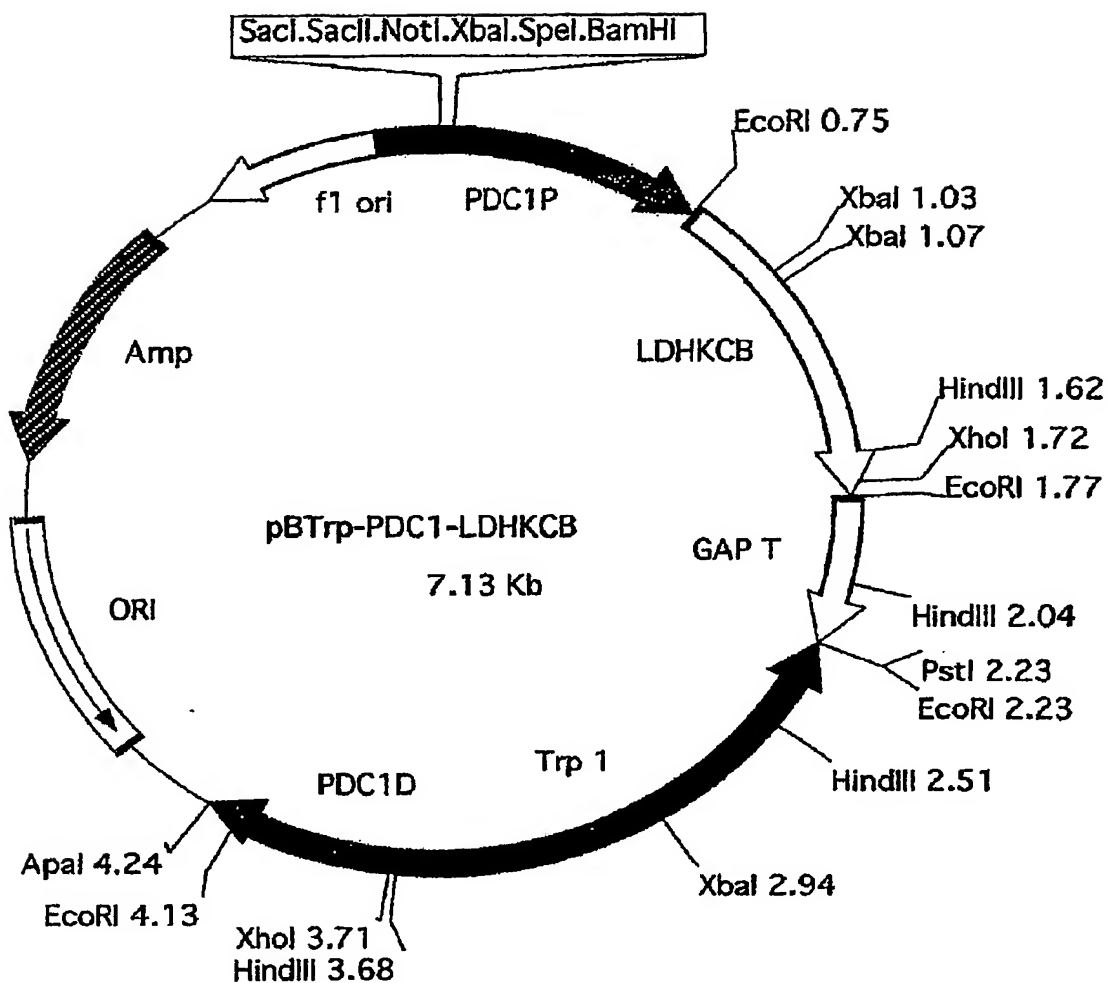 SacI.SacII.NotI.XbaI.SpeI.BamHI
EcoRI 0.75
f1 ori
PDC1P
XbaI 1.03
XbaI 1.07
Amp
LDHKCB
HindIII 1.62
XhoI 1.72
EcoRI 1.77
pBTrp-PDC1-LDHKCB
7.13 Kb
GAP T
ORI
HindIII 2.04
PstI 2.23
EcoRI 2.23
Trp 1
HindIII 2.51
PDC1D
ApaI 4.24
XbaI 2.94
EcoRI 4.13
XhoI 3.71
HindIII 3.68